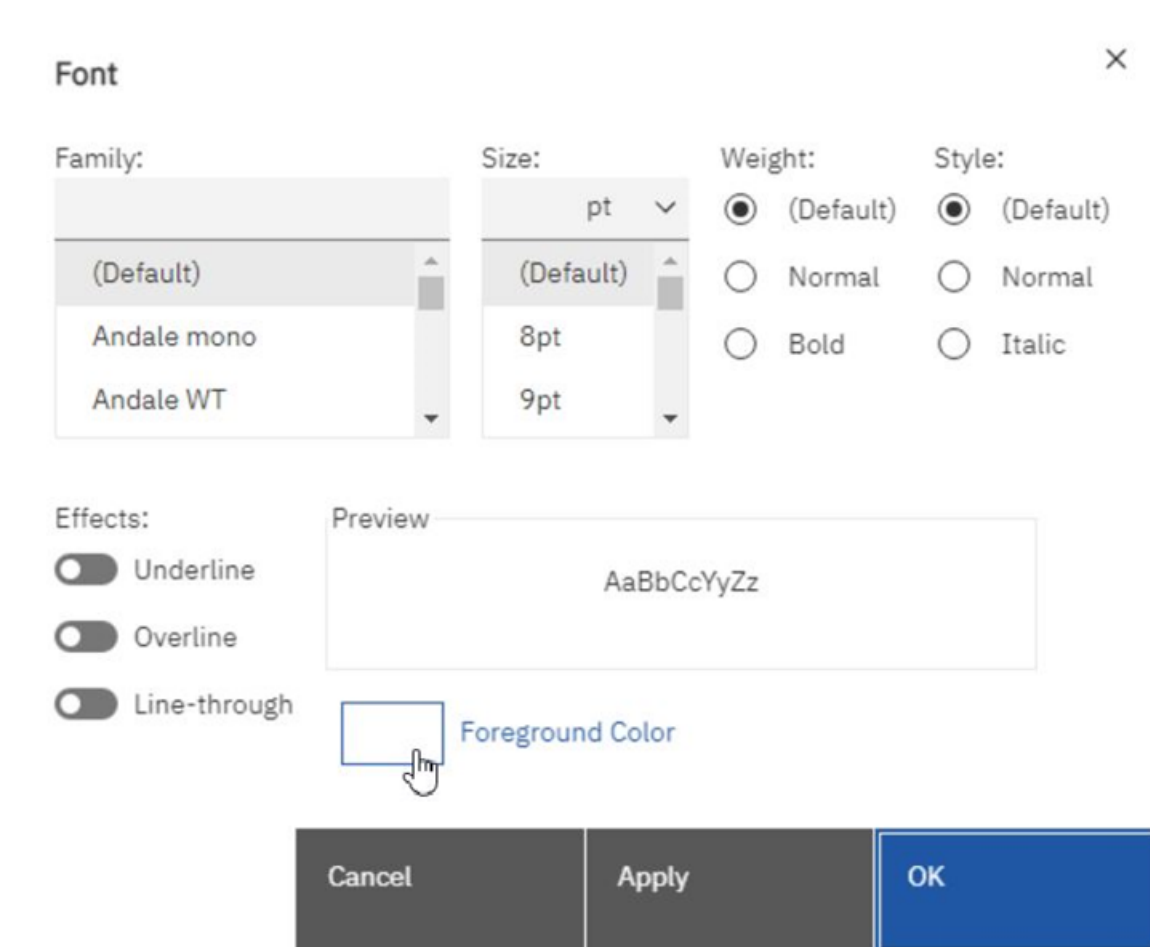 Font
Family: Size: Weight: Style:
pt (Default) (Default)
(Default) (Default) Normal Normal
Andale mono 8pt Bold Italic
Andale WT 9pt
Effects: Preview
Underline AaBbCcYyZz
Overline
Line-through Foreground Color
Cancel Apply OK